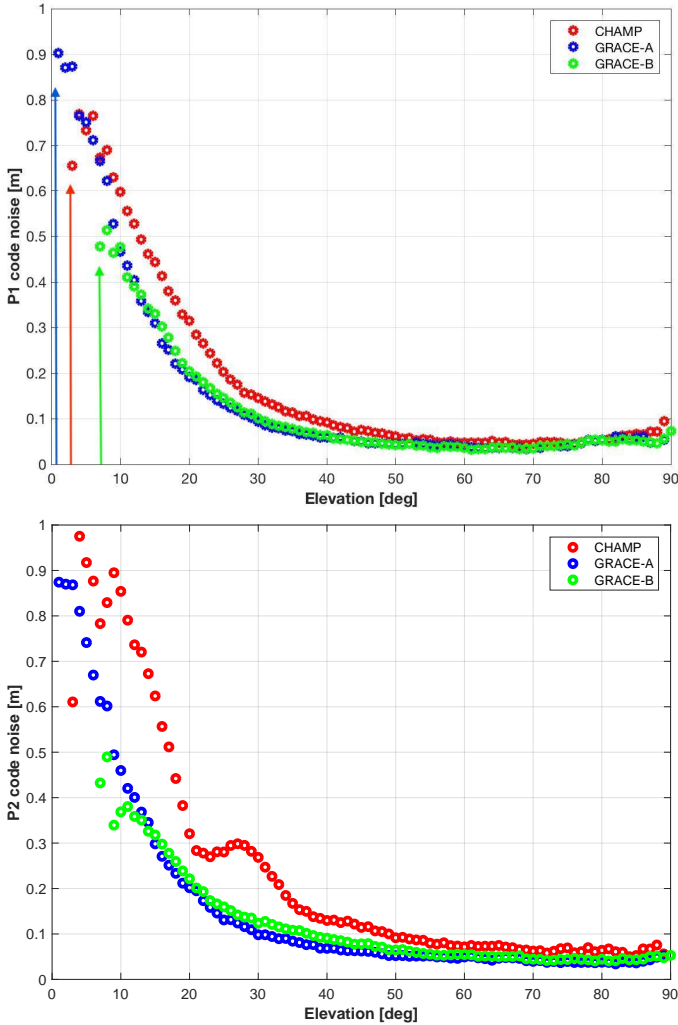 1
0.9
0.8
0.7
0.6
0.5
0.4
0.3
0.2
0.1
0
P1 code noise [m]
CHAMP
GRACE-A
GRACE-B
0 10 20 30 40 50 60 70 80 90
Elevation [deg]
1
0.9
0.8
0.7
0.6
0.5
0.4
0.3
0.2
0.1
0
P2 code noise [m]
CHAMP
GRACE-A
GRACE-B
0 10 20 30 40 50 60 70 80 90
Elevation [deg]